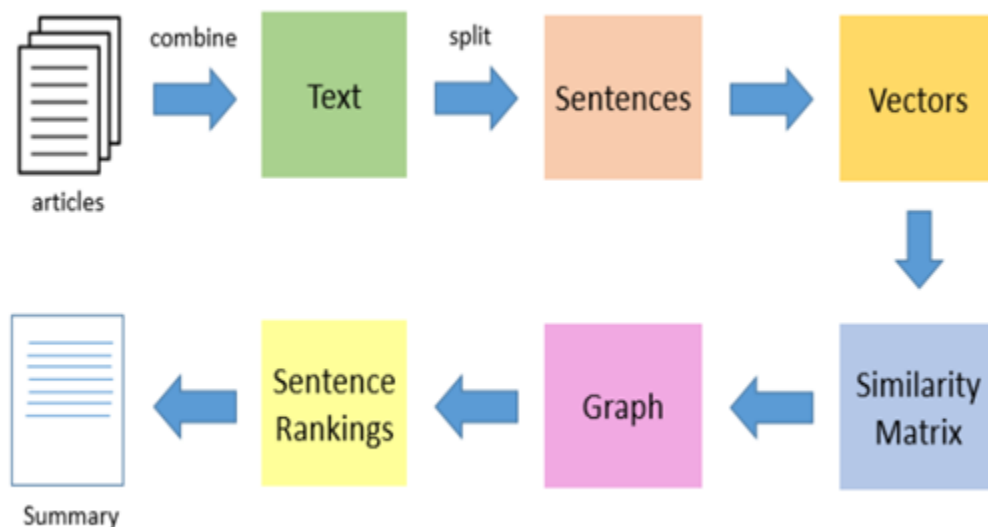 combine
split
Text
Sentences
Vectors
articles
Sentence
Rankings
Graph
Similarity
Matrix
Summary